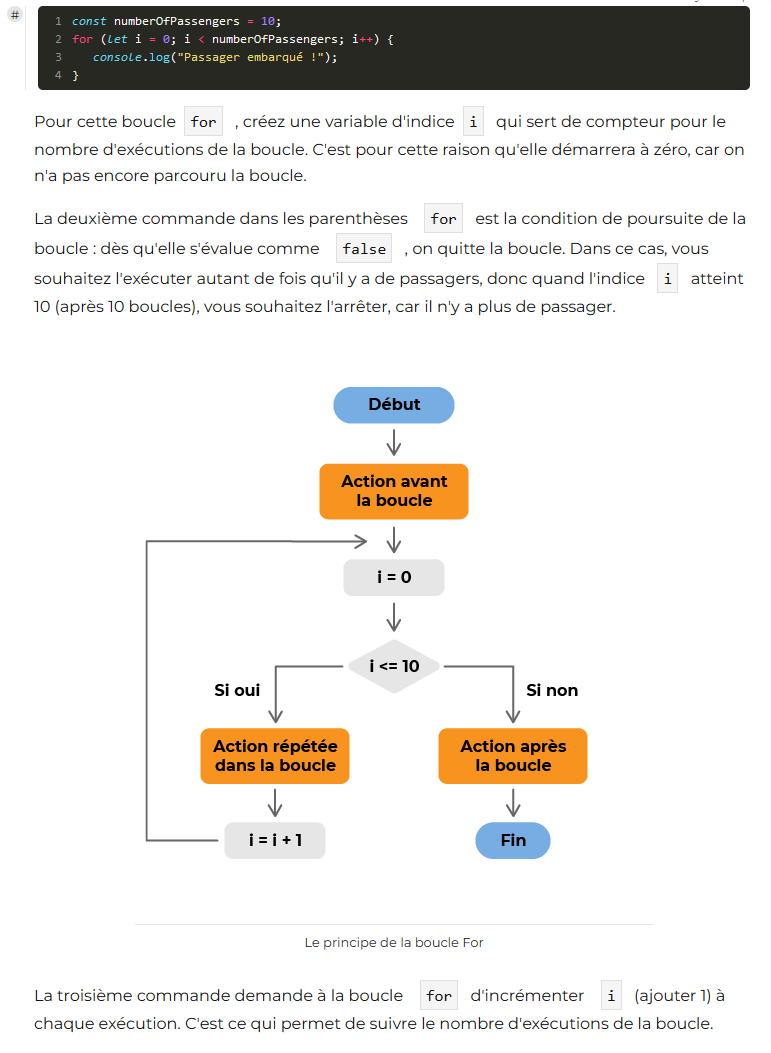 #
1 const numberOfPassengers = 10;
2 for (let i = 0; i < numberOfPassengers; i++) {
3 console.log("Passager embarqué !");
4 }
Pour cette boucle for , créez une variable d'indice i qui sert de compteur pour le
nombre d'exécutions de la boucle. C'est pour cette raison qu'elle démarrera à zéro, car on
n'a pas encore parcouru la boucle.
La deuxième commande dans les parenthèses for est la condition de poursuite de la
boucle : dès qu'elle s'évalue comme false , on quitte la boucle. Dans ce cas, vous
souhaitez l'exécuter autant de fois qu'il y a de passagers, donc quand l'indice i atteint
10 (après 10 boucles), vous souhaitez l'arrêter, car il n'y a plus de passager.
Début
Action avant
la boucle
i = 0
i <= 10
Si oui
Si non
Action répétée
dans la boucle
Action après
la boucle
i = i + 1
Fin
Le principe de la boucle For
La troisième commande demande à la boucle for d'incrémenter i (ajouter 1) à
chaque exécution. C'est ce qui permet de suivre le nombre d'exécutions de la boucle.